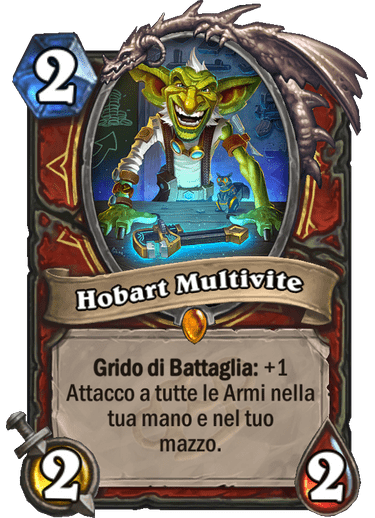 2
Hobart Multivite
Grido di Battaglia: +1
Attacco a tutte le Armi nella
tua mano e nel tuo
mazzo.
2
2